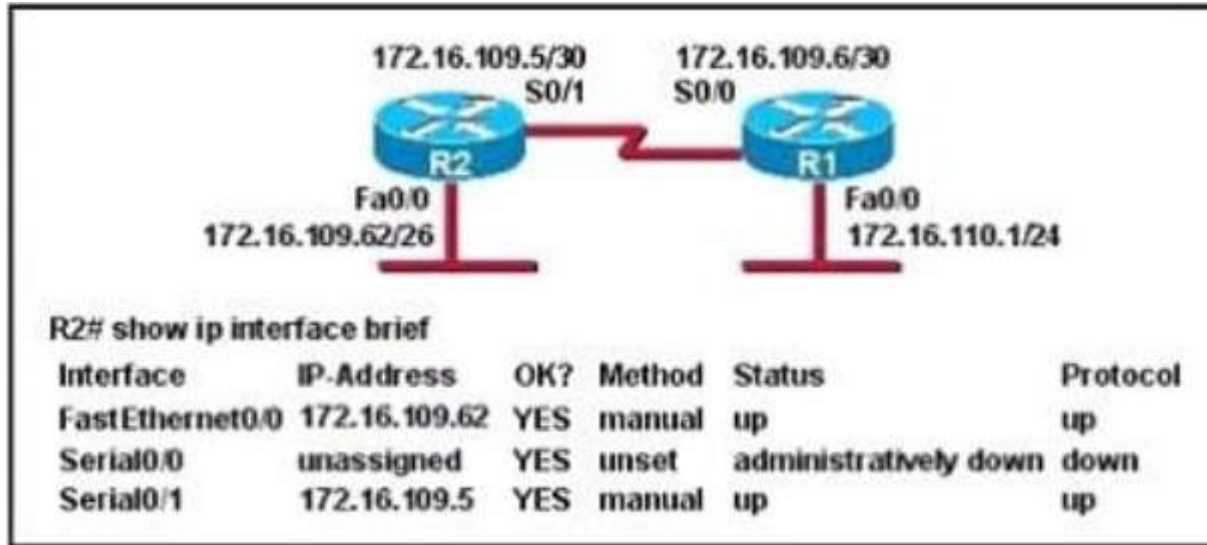 172.16.109.5/30 172.16.109.6/30
S0/1 S0/0
R2 R1
Fa0/0 Fa0/0
172.16.109.62/26 172.16.110.1/24
R2# show ip interface brief
Interface IP-Address OK? Method Status Protocol
FastEthernet0/0 172.16.109.62 YES manual up up
Serial0/0 unassigned YES unset administratively down down
Serial0/1 172.16.109.5 YES manual up up